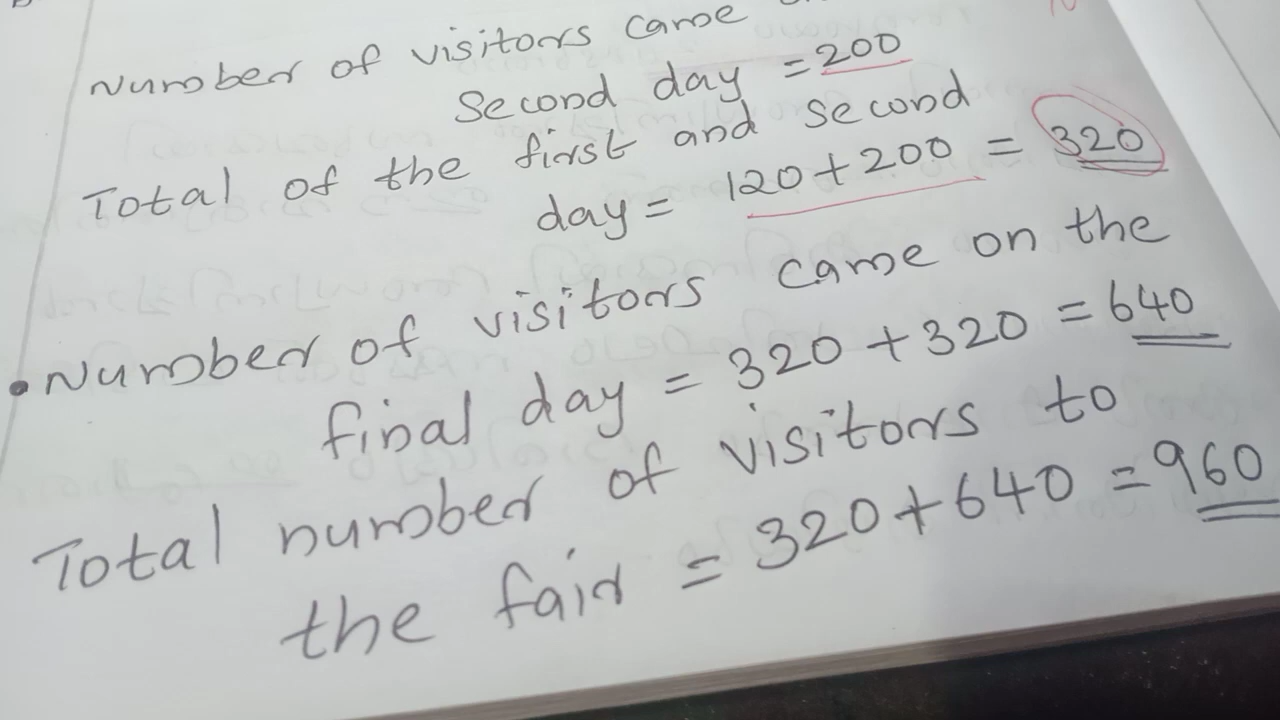 Number of visitors came
Second day = 200
Total of the first and second
day = 120 + 200 = 320
• Number of visitors came on the
final day = 320 + 320 = 640
Total number of visitors to
the fair = 320 + 640 = 960